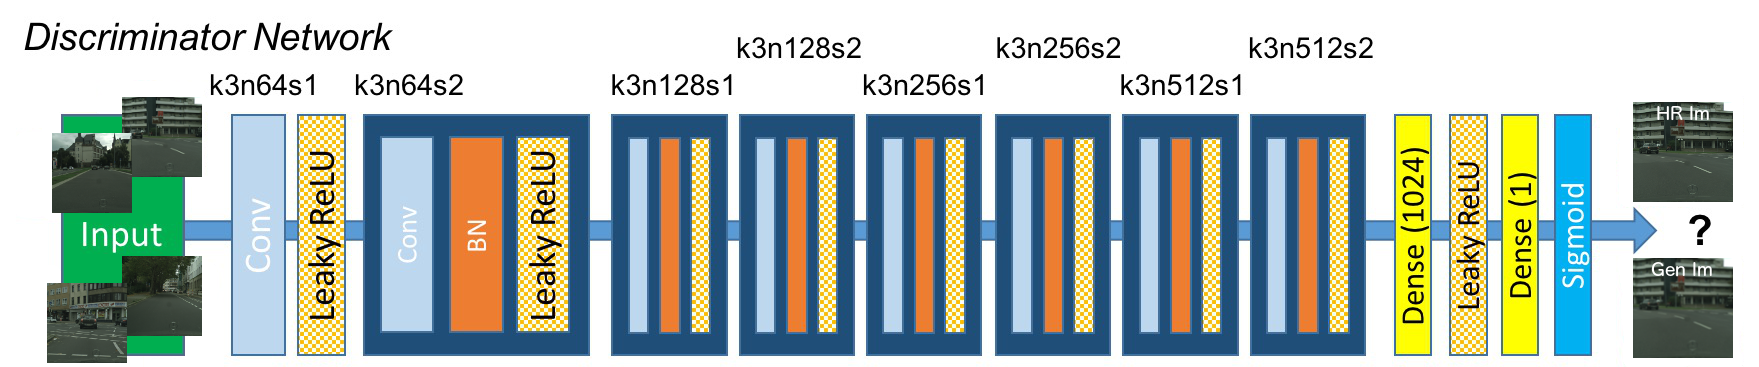 Discriminator Network
k3n64s1
k3n64s2
k3n128s1
k3n128s2
k3n256s1
k3n256s2
k3n512s1
k3n512s2
Input
Conv
Leaky ReLU
Conv
BN
Leaky ReLU
Dense (1024)
Leaky ReLU
Dense (1)
Sigmoid
HR Im
?
Gen Im